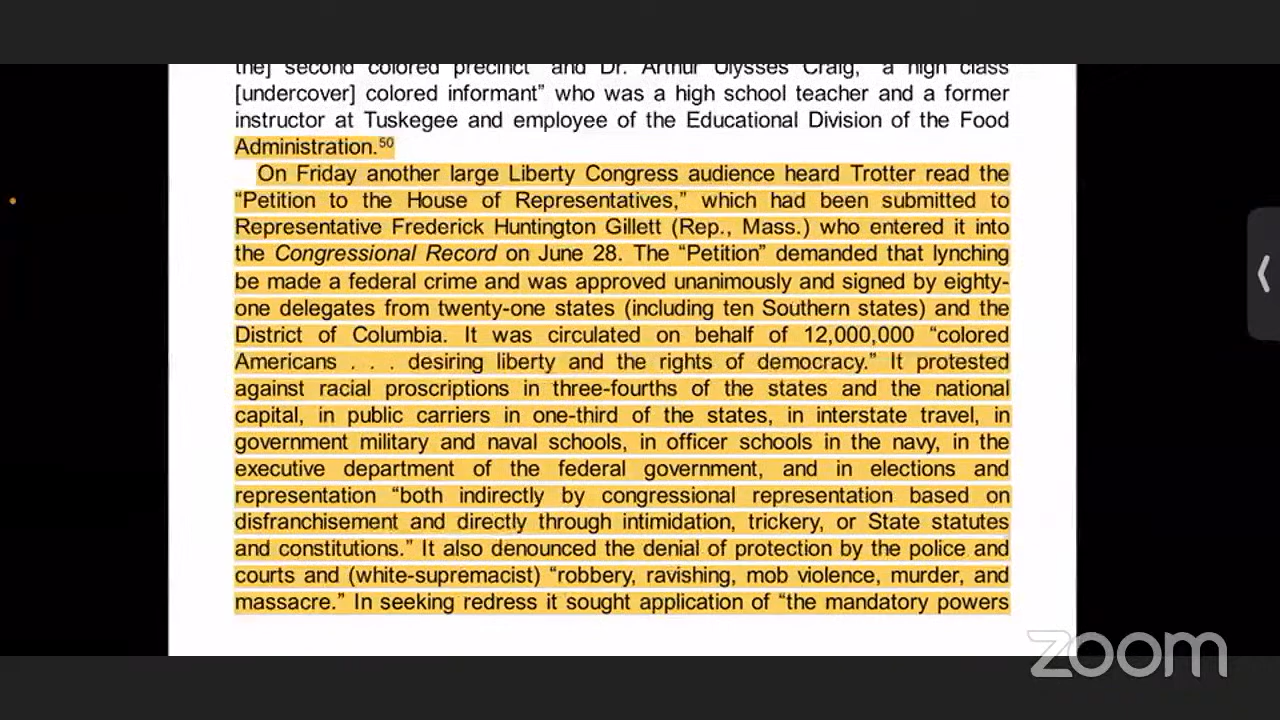 the] second colored precinct” and Dr. Arthur Ulysses Craig, “a high class
[undercover] colored informant” who was a high school teacher and a former
instructor at Tuskegee and employee of the Educational Division of the Food
Administration.50
On Friday another large Liberty Congress audience heard Trotter read the
“Petition to the House of Representatives,” which had been submitted to
Representative Frederick Huntington Gillett (Rep., Mass.) who entered it into
the Congressional Record on June 28. The “Petition” demanded that lynching
be made a federal crime and was approved unanimously and signed by eighty-
one delegates from twenty-one states (including ten Southern states) and the
District of Columbia. It was circulated on behalf of 12,000,000 “colored
Americans . . . desiring liberty and the rights of democracy.” It protested
against racial proscriptions in three-fourths of the states and the national
capital, in public carriers in one-third of the states, in interstate travel, in
government military and naval schools, in officer schools in the navy, in the
executive department of the federal government, and in elections and
representation “both indirectly by congressional representation based on
disfranchisement and directly through intimidation, trickery, or State statutes
and constitutions.” It also denounced the denial of protection by the police and
courts and (white-supremacist) “robbery, ravishing, mob violence, murder, and
massacre.” In seeking redress it sought application of “the mandatory powers
zoom